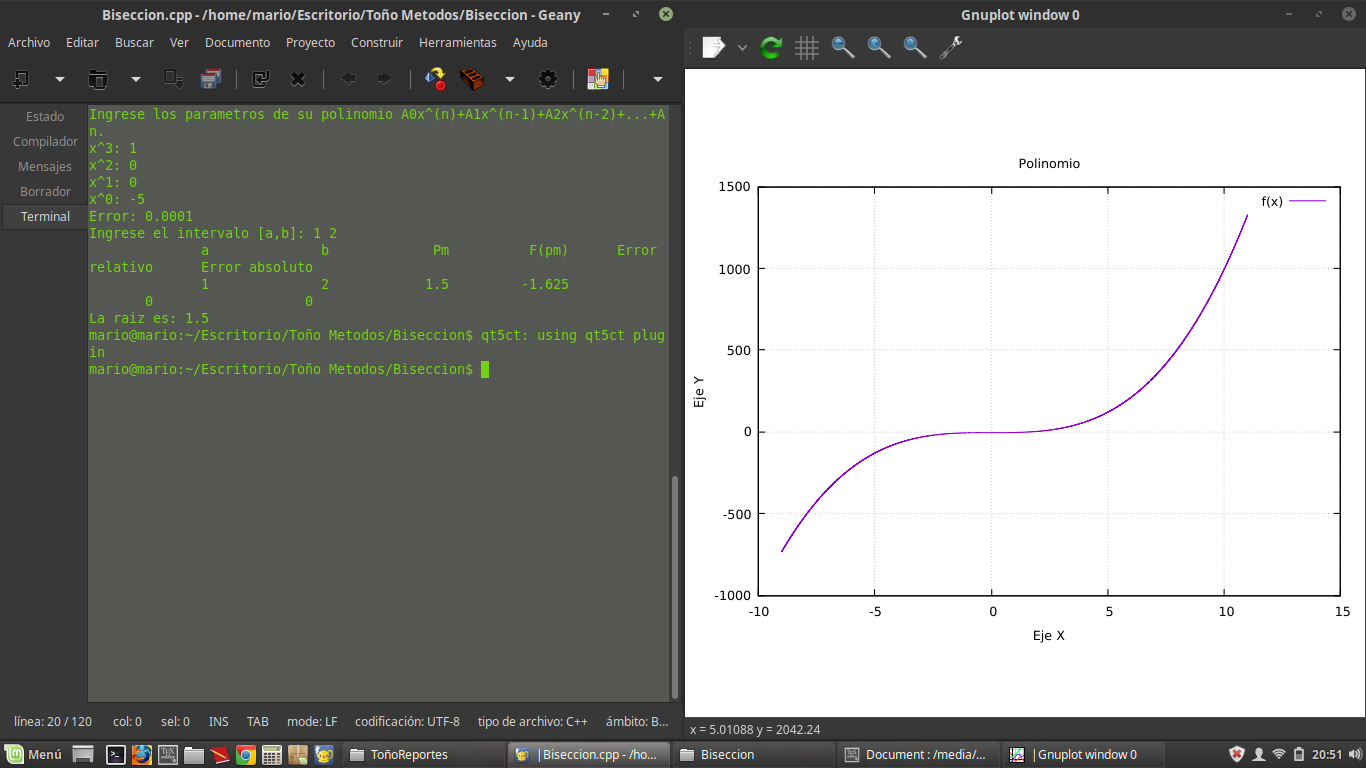 Biseccion.cpp - /home/mario/Escritorio/Toño Metodos/Biseccion - Geany
Archivo Editar Buscar Ver Documento Proyecto Construir Herramientas Ayuda
Estado
Compilador
Mensajes
Borrador
Terminal
Ingrese los parametros de su polinomio A0x^(n)+A1x^(n-1)+A2x^(n-2)+...+A
n.
x^3: 1
x^2: 0
x^1: 0
x^0: -5
Error: 0.0001
Ingrese el intervalo [a,b]: 1 2
a b Pm F(pm) Error
relativo Error absoluto
1 2 1.5 -1.625
0 0
La raiz es: 1.5
mario@mario:~/Escritorio/Toño Metodos/Biseccion$ qt5ct: using qt5ct plug
in
mario@mario:~/Escritorio/Toño Metodos/Biseccion$
línea: 20 / 120 col: 0 sel: 0 INS TAB mode: LF codificación: UTF-8 tipo de archivo: C++ ámbito: B...
Gnuplot window 0
Polinomio
f(x)
1500
1000
500
0
-500
-1000
Eje Y
-10 -5 0 5 10 15
Eje X
x = 5.01088 y = 2042.24
Menú ToñoReportes |Biseccion.cpp - /ho... Biseccion Document : /media/... |Gnuplot window 0 20:51